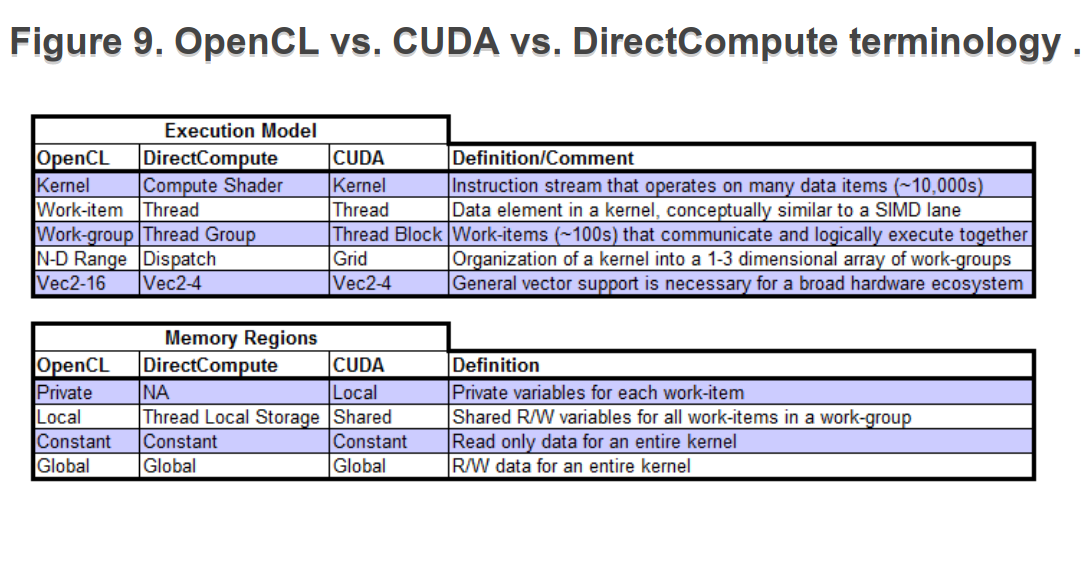 Figure 9. OpenCL vs. CUDA vs. DirectCompute terminology .
Execution Model
OpenCL DirectCompute CUDA Definition/Comment
Kernel Compute Shader Kernel Instruction stream that operates on many data items (~10,000s)
Work-item Thread Thread Data element in a kernel, conceptually similar to a SIMD lane
Work-group Thread Group Thread Block Work-items (~100s) that communicate and logically execute together
N-D Range Dispatch Grid Organization of a kernel into a 1-3 dimensional array of work-groups
Vec2-16 Vec2-4 Vec2-4 General vector support is necessary for a broad hardware ecosystem
Memory Regions
OpenCL DirectCompute CUDA Definition
Private NA Local Private variables for each work-item
Local Thread Local Storage Shared Shared R/W variables for all work-items in a work-group
Constant Constant Constant Read only data for an entire kernel
Global Global Global R/W data for an entire kernel